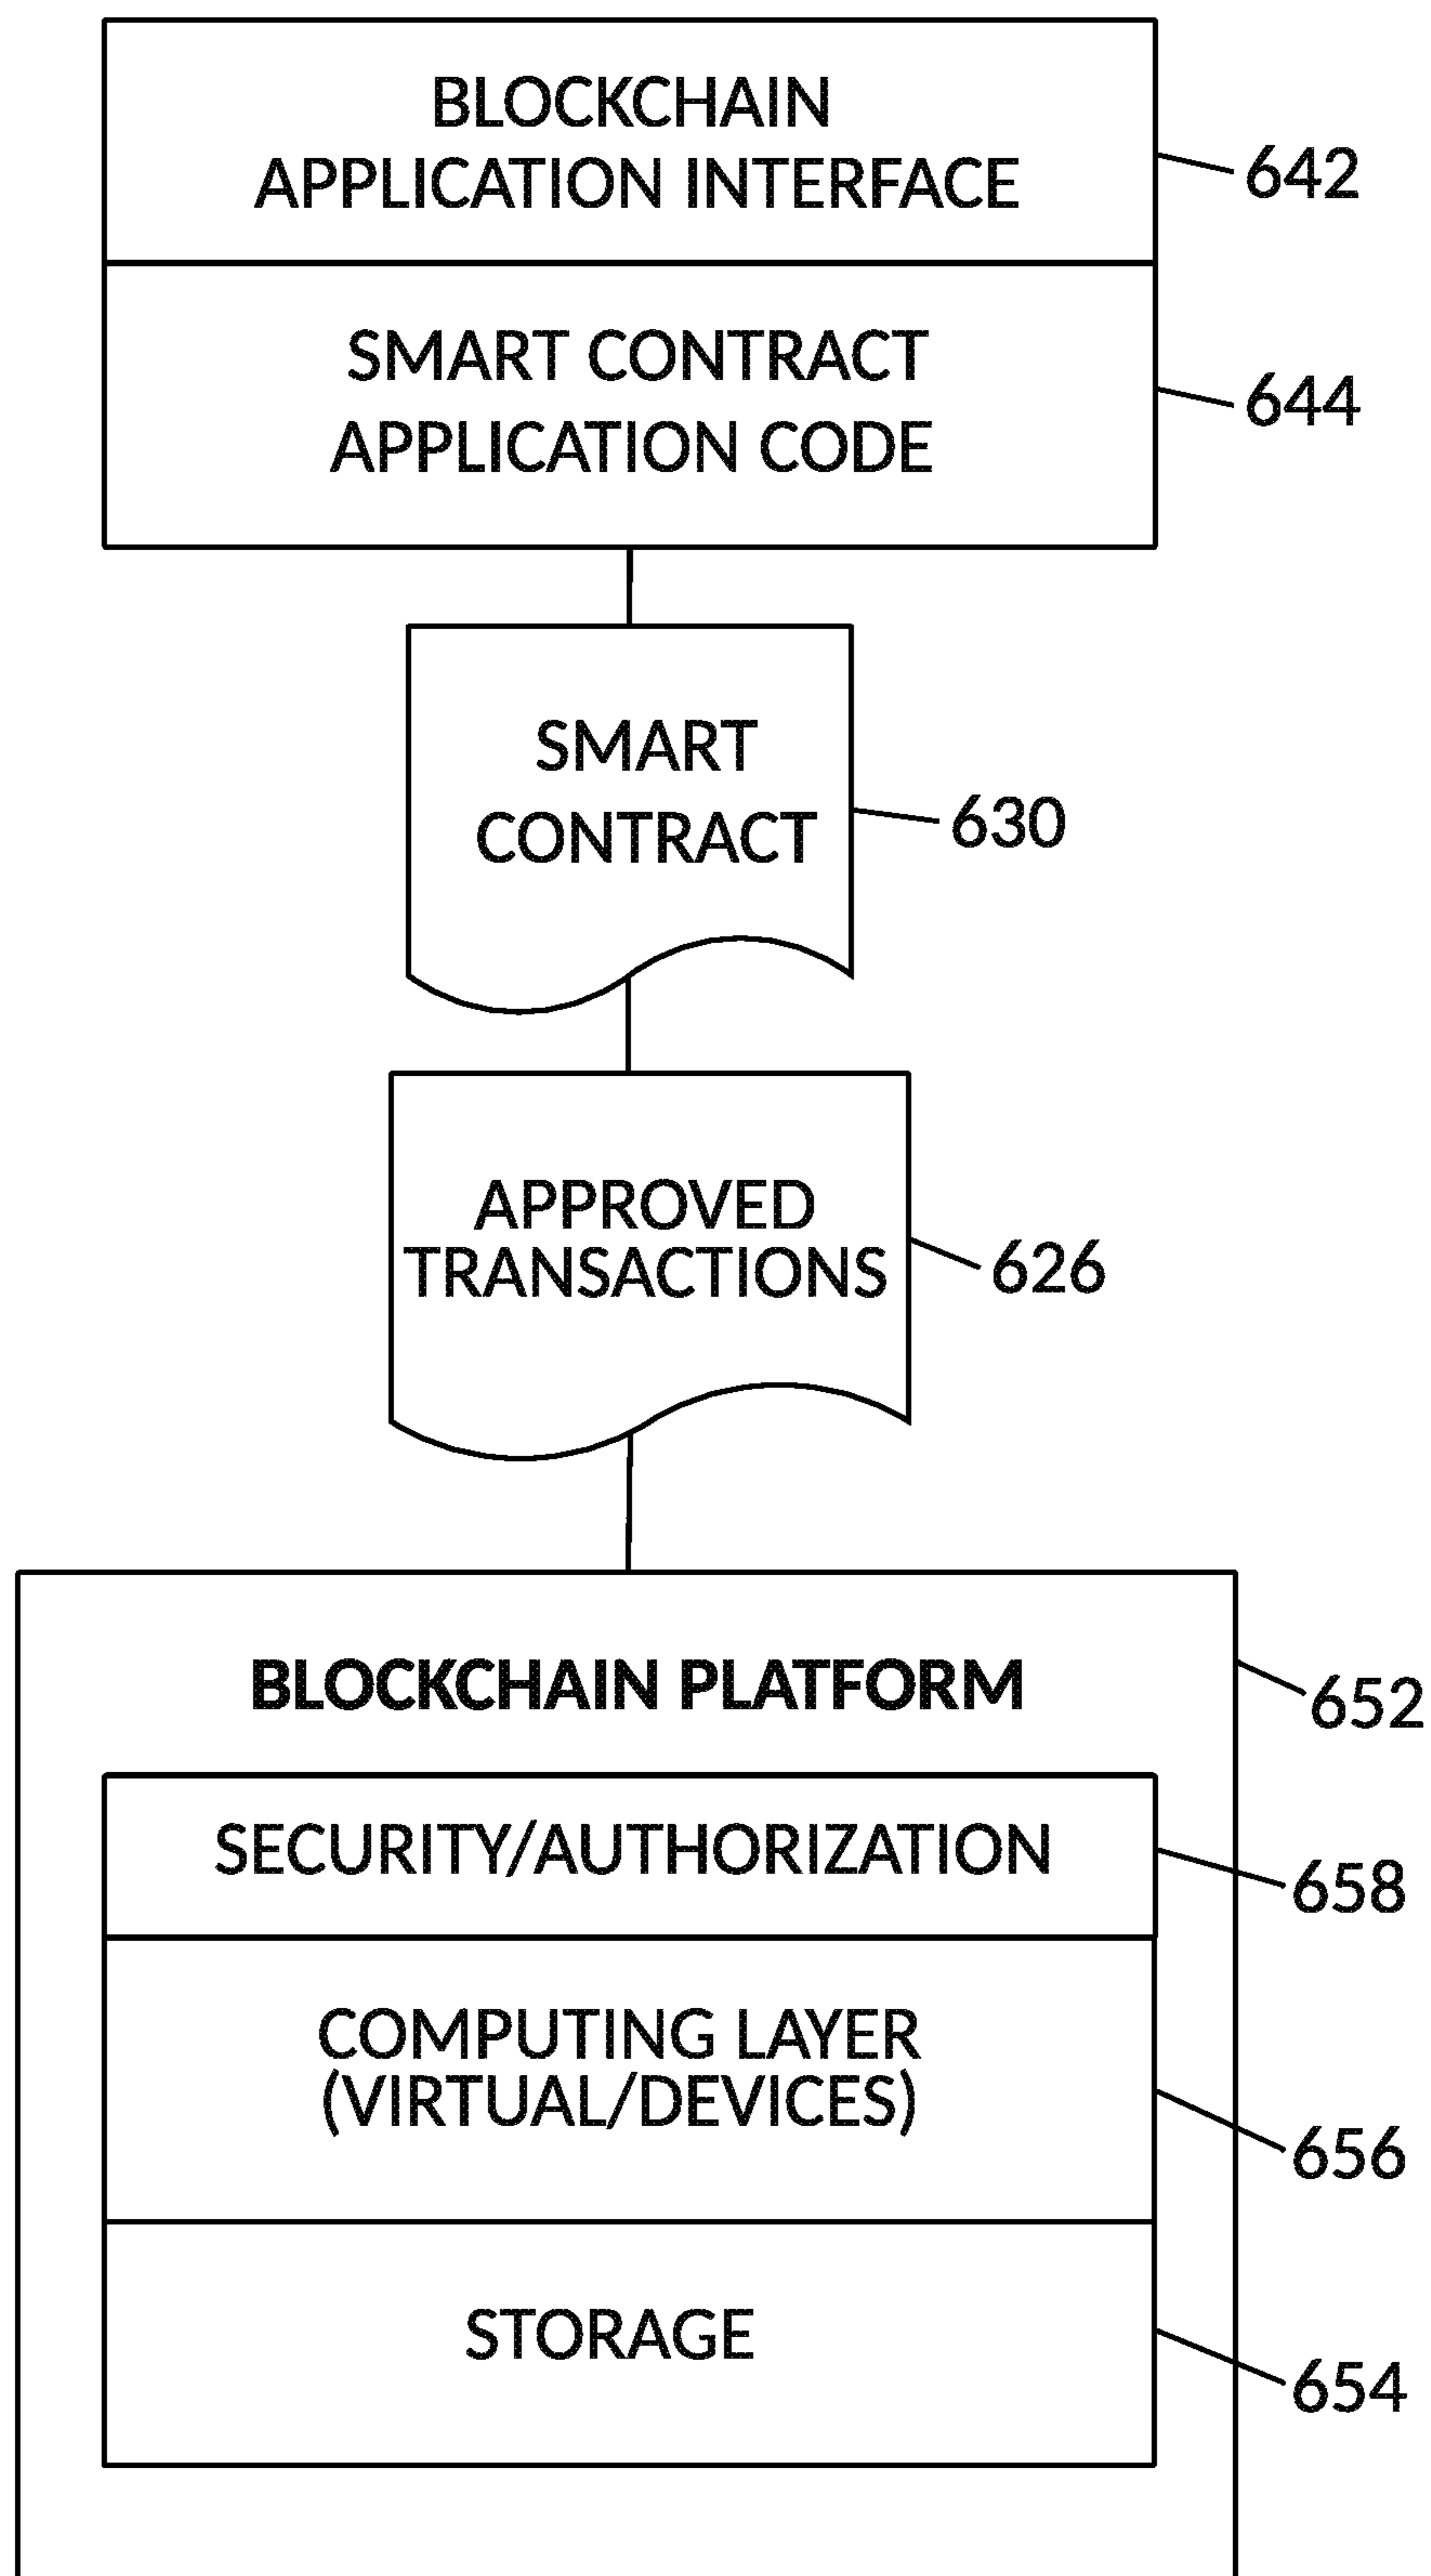 BLOCKCHAIN
APPLICATION INTERFACE
642
SMART CONTRACT
APPLICATION CODE
644
SMART
CONTRACT
630
APPROVED
TRANSACTIONS
626
BLOCKCHAIN PLATFORM
652
SECURITY/AUTHORIZATION
658
COMPUTING LAYER
(VIRTUAL/DEVICES)
656
STORAGE
654